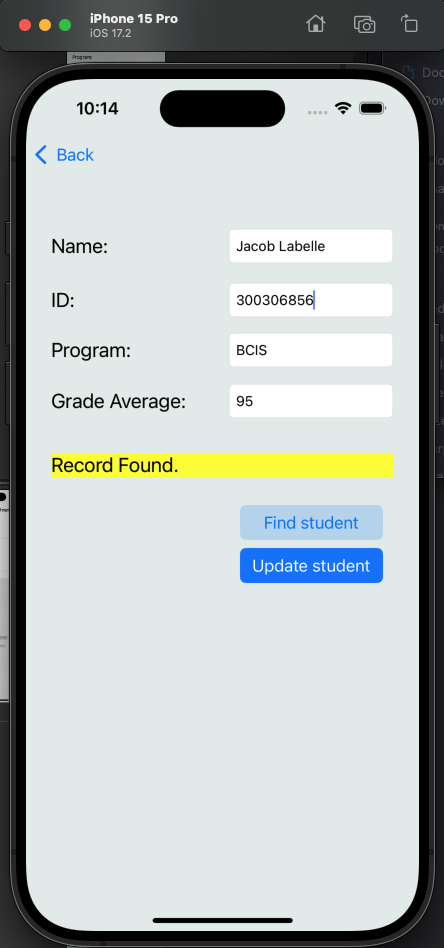 iPhone 15 Pro
iOS 17.2
Programs
10:14
Back
Name:
Jacob Labelle
ID:
300306856
Program:
BCIS
Grade Average:
95
Record Found.
Find student
Update student